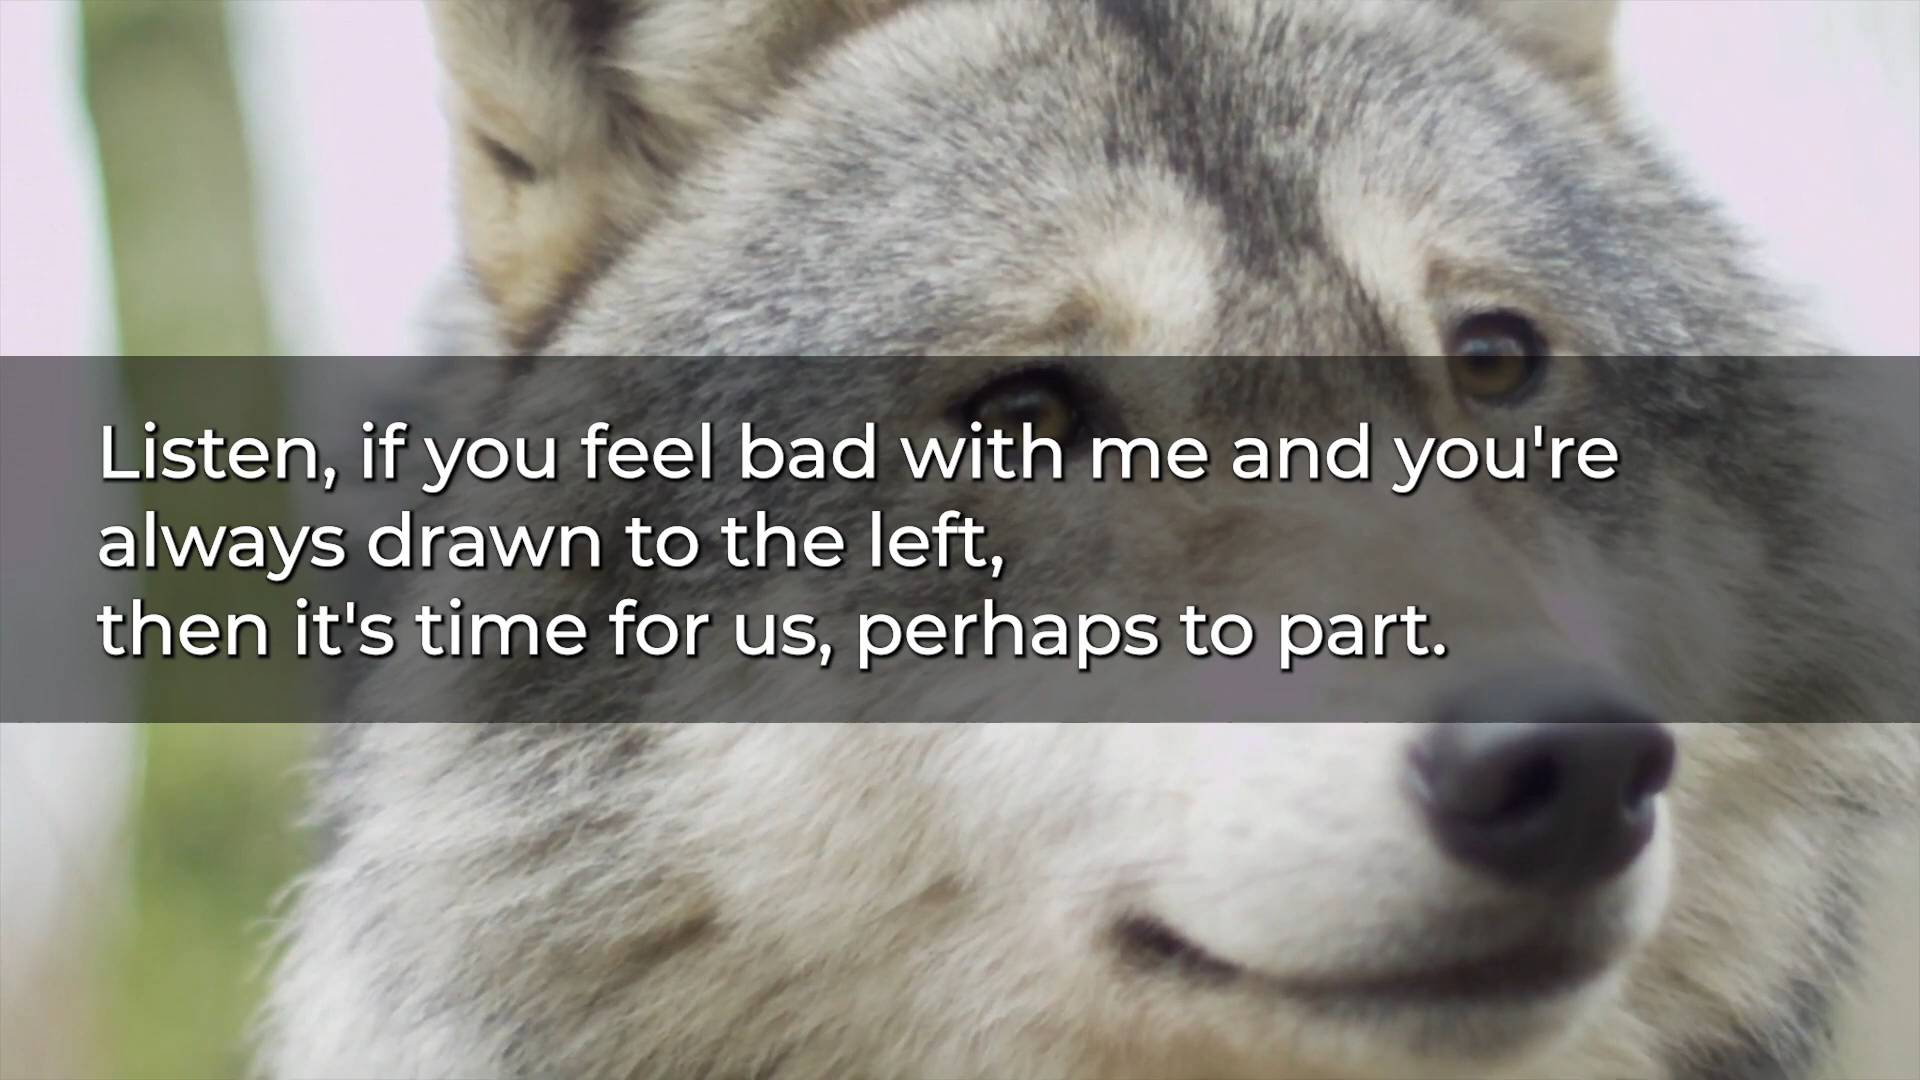 Listen, if you feel bad with me and you're
always drawn to the left,
then it's time for us, perhaps to part.